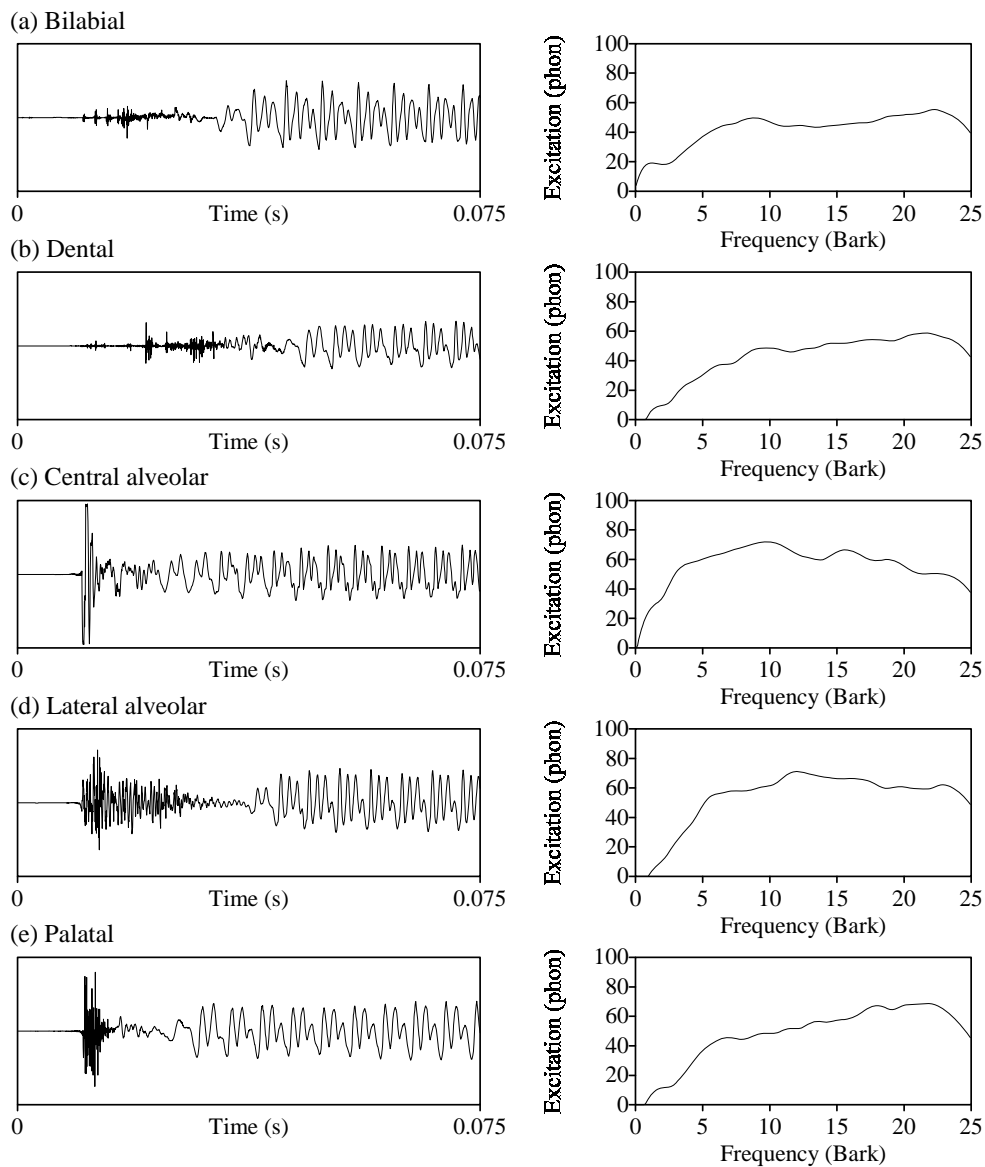 (a) Bilabial
0 Time (s) 0.075
Excitation (phon)
100
80
60
40
20
0
0 5 10 15 20 25
Frequency (Bark)
(b) Dental
0 Time (s) 0.075
Excitation (phon)
100
80
60
40
20
0
0 5 10 15 20 25
Frequency (Bark)
(c) Central alveolar
0 Time (s) 0.075
Excitation (phon)
100
80
60
40
20
0
0 5 10 15 20 25
Frequency (Bark)
(d) Lateral alveolar
0 Time (s) 0.075
Excitation (phon)
100
80
60
40
20
0
0 5 10 15 20 25
Frequency (Bark)
(e) Palatal
0 Time (s) 0.075
Excitation (phon)
100
80
60
40
20
0
0 5 10 15 20 25
Frequency (Bark)